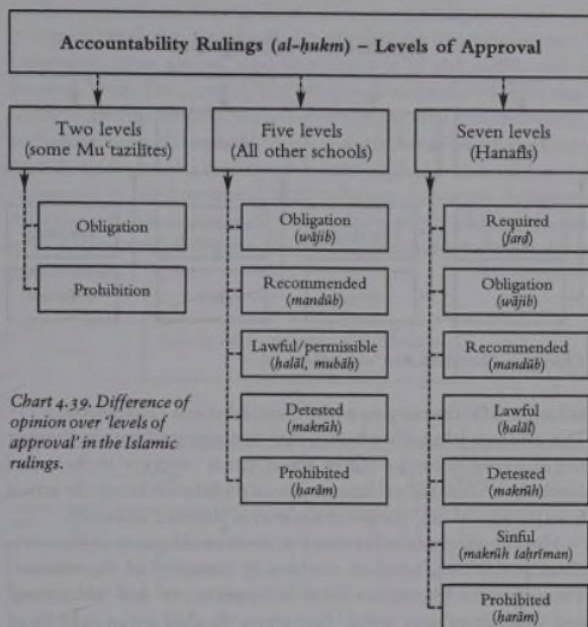 Accountability Rulings (al-ḥukm) – Levels of Approval
Two levels
(some Muʿtazilītes)
Obligation
Prohibition
Five levels
(All other schools)
Obligation
(wājib)
Recommended
(mandūb)
Lawful/permissible
(ḥalāl, mubāḥ)
Detested
(makrūh)
Prohibited
(ḥarām)
Seven levels
(Ḥanafīs)
Required
(farḍ)
Obligation
(wājib)
Recommended
(mandūb)
Lawful
(ḥalāl)
Detested
(makrūh)
Sinful
(makrūh taḥrīman)
Prohibited
(ḥarām)
Chart 4.39. Difference of
opinion over ‘levels of
approval’ in the Islamic
rulings.